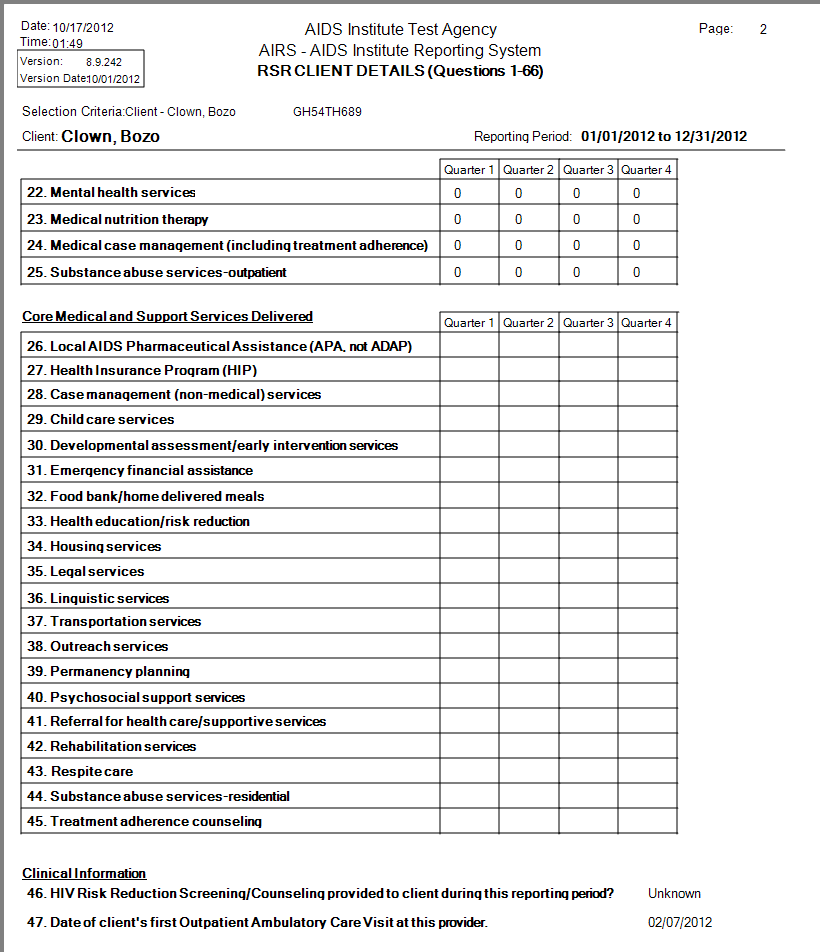 Date: 10/17/2012 AIDS Institute Test Agency Page: 2
Time: 01:49 AIRS - AIDS Institute Reporting System
Version: 8.9.242 RSR CLIENT DETAILS (Questions 1-66)
Version Date: 10/01/2012
Selection Criteria: Client - Clown, Bozo GH54TH689
Client: Clown, Bozo Reporting Period: 01/01/2012 to 12/31/2012
Quarter 1 Quarter 2 Quarter 3 Quarter 4
22. Mental health services 0 0 0 0
23. Medical nutrition therapy 0 0 0 0
24. Medical case management (including treatment adherence) 0 0 0 0
25. Substance abuse services-outpatient 0 0 0 0
Core Medical and Support Services Delivered
Quarter 1 Quarter 2 Quarter 3 Quarter 4
26. Local AIDS Pharmaceutical Assistance (APA, not ADAP)
27. Health Insurance Program (HIP)
28. Case management (non-medical) services
29. Child care services
30. Developmental assessment/early intervention services
31. Emergency financial assistance
32. Food bank/home delivered meals
33. Health education/risk reduction
34. Housing services
35. Legal services
36. Linguistic services
37. Transportation services
38. Outreach services
39. Permanency planning
40. Psychosocial support services
41. Referral for health care/supportive services
42. Rehabilitation services
43. Respite care
44. Substance abuse services-residential
45. Treatment adherence counseling
Clinical Information
46. HIV Risk Reduction Screening/Counseling provided to client during this reporting period? Unknown
47. Date of client's first Outpatient Ambulatory Care Visit at this provider. 02/07/2012